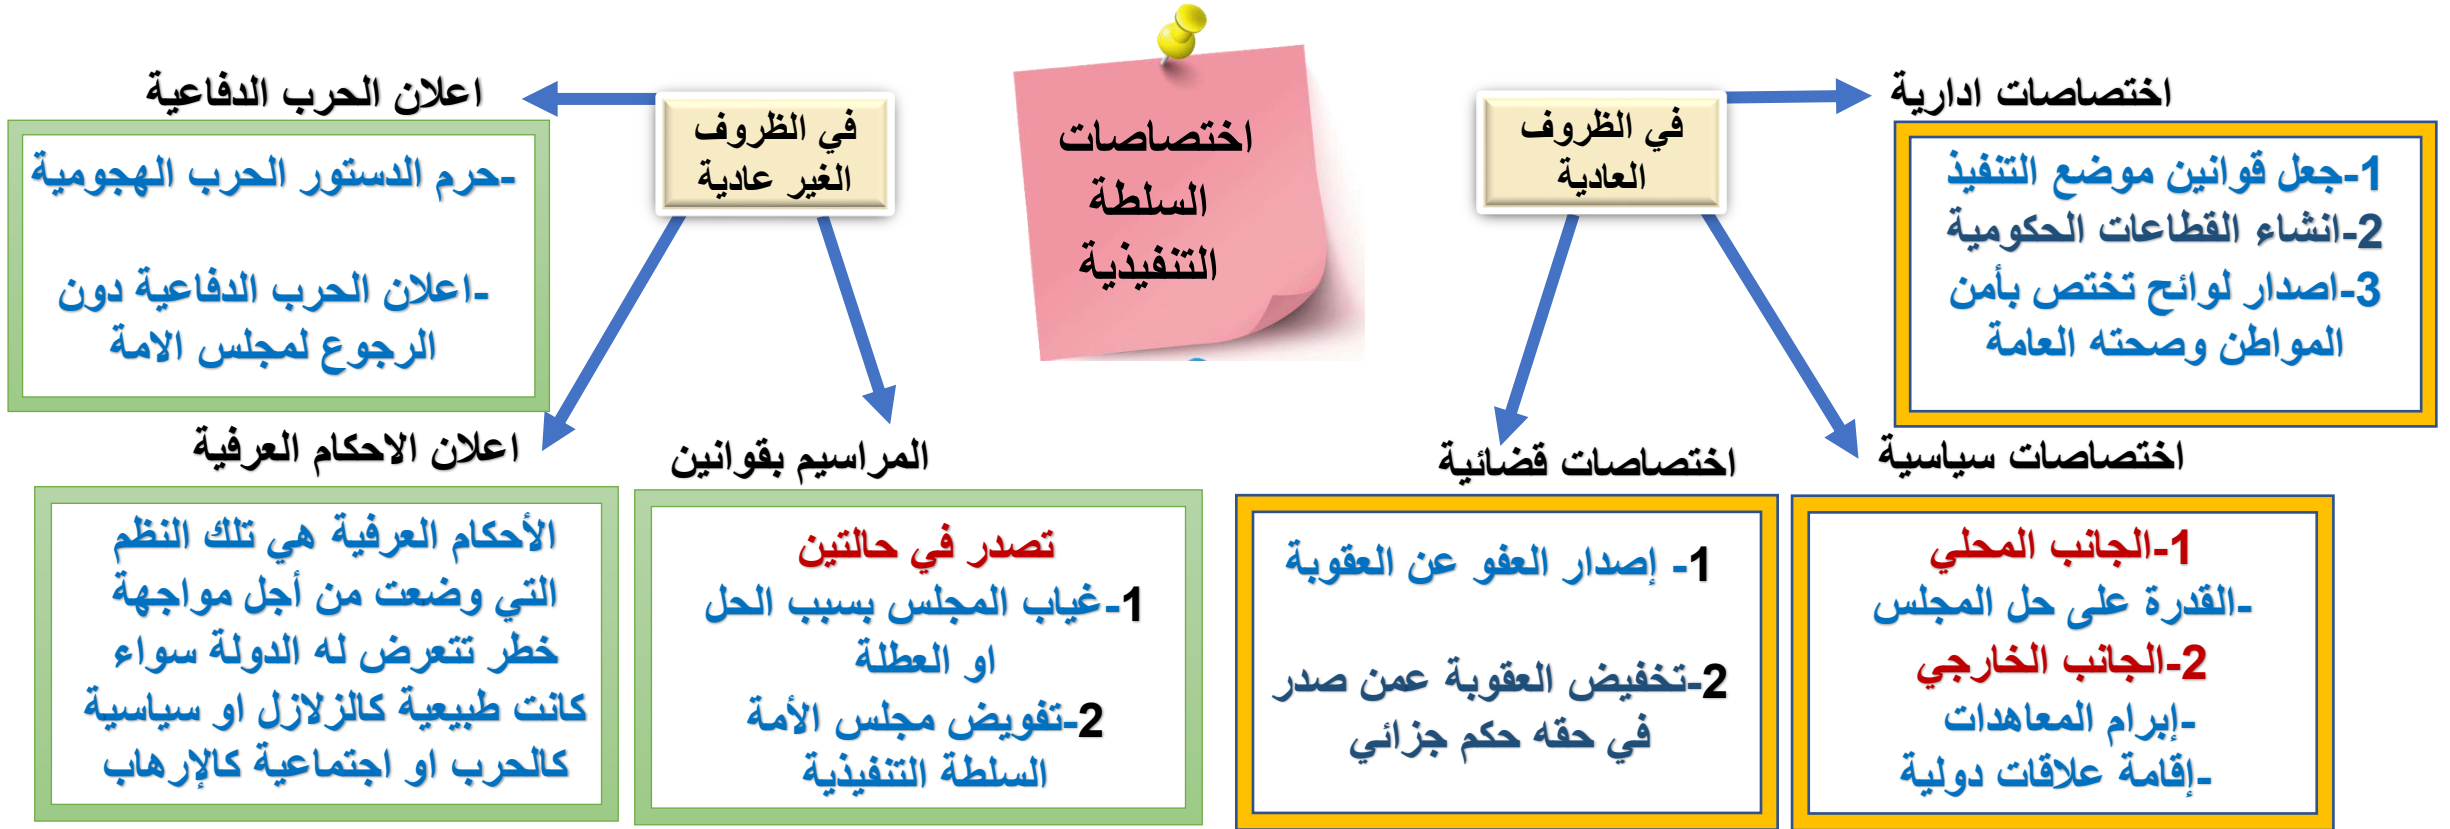 اختصاصات
السلطة
التنفيذية
في الظروف
العادية
اختصاصات ادارية
1-جعل قوانين موضع التنفيذ
2-انشاء القطاعات الحكومية
3-اصدار لوائح تختص بأمن
المواطن وصحته العامة
اختصاصات سياسية
1-الجانب المحلي
-القدرة على حل المجلس
2-الجانب الخارجي
-إبرام المعاهدات
-إقامة علاقات دولية
اختصاصات قضائية
1- إصدار العفو عن العقوبة
2-تخفيض العقوبة عمن صدر
في حقه حكم جزائي
في الظروف
الغير عادية
اعلان الحرب الدفاعية
-حرم الدستور الحرب الهجومية
-اعلان الحرب الدفاعية دون
الرجوع لمجلس الامة
المراسيم بقوانين
تصدر في حالتين
1-غياب المجلس بسبب الحل
او العطلة
2-تفويض مجلس الأمة
السلطة التنفيذية
اعلان الاحكام العرفية
الأحكام العرفية هي تلك النظم
التي وضعت من أجل مواجهة
خطر تتعرض له الدولة سواء
كانت طبيعية كالزلازل او سياسية
كالحرب او اجتماعية كالإرهاب